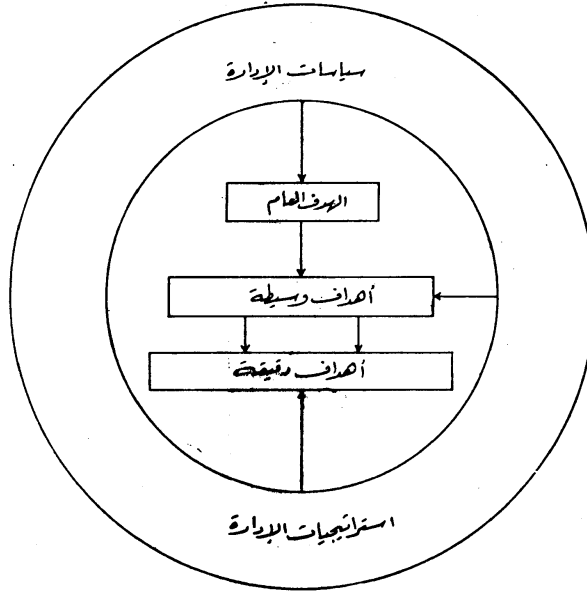 سياسات الإدارة
الهدف العام
أهداف وسيطة
أهداف دقيقة
استراتيجيات الإدارة